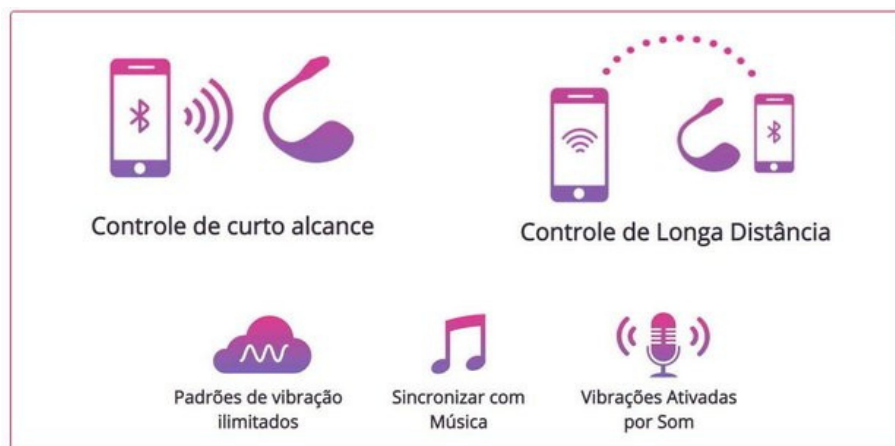 Controle de curto alcance
Controle de Longa Distância
Padrões de vibração
ilimitados
Sincronizar com
Música
Vibrações Ativadas
por Som